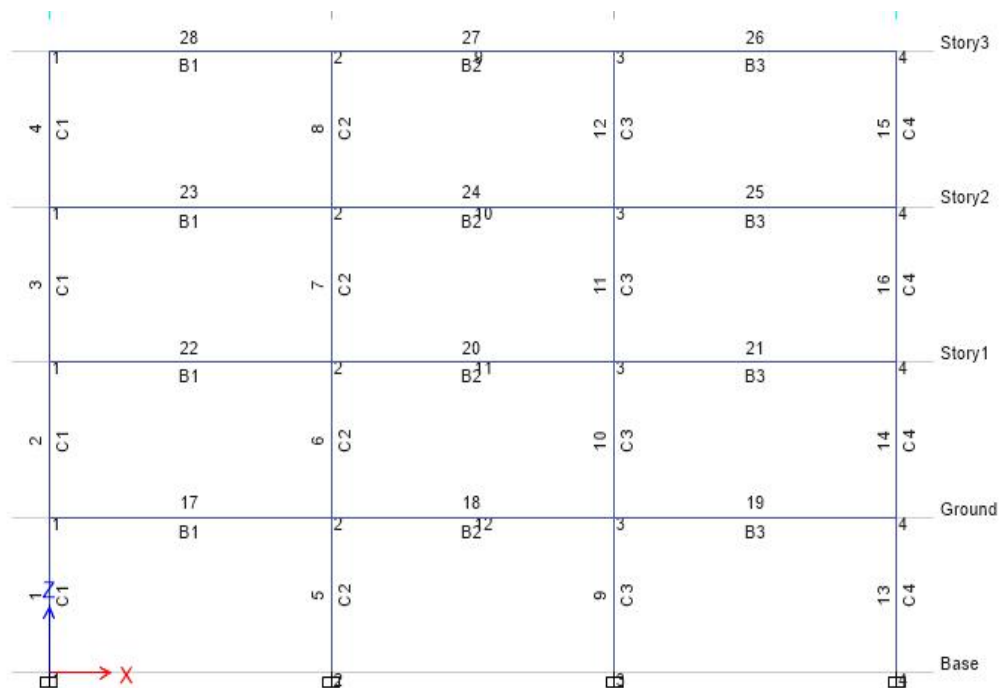 28 27 26 Story3
1 2 9 3 4
B1 B2 B3
4 C1 8 C2 12 C3 15 C4
23 24 25 Story2
1 2 10 3 4
B1 B2 B3
3 C1 7 C2 11 C3 16 C4
22 20 21 Story1
1 2 11 3 4
B1 B2 B3
2 C1 6 C2 10 C3 14 C4
17 18 19 Ground
1 2 12 3 4
B1 B2 B3
Z
1 C1 5 C2 9 C3 13 C4
X Base
1 2 3 4